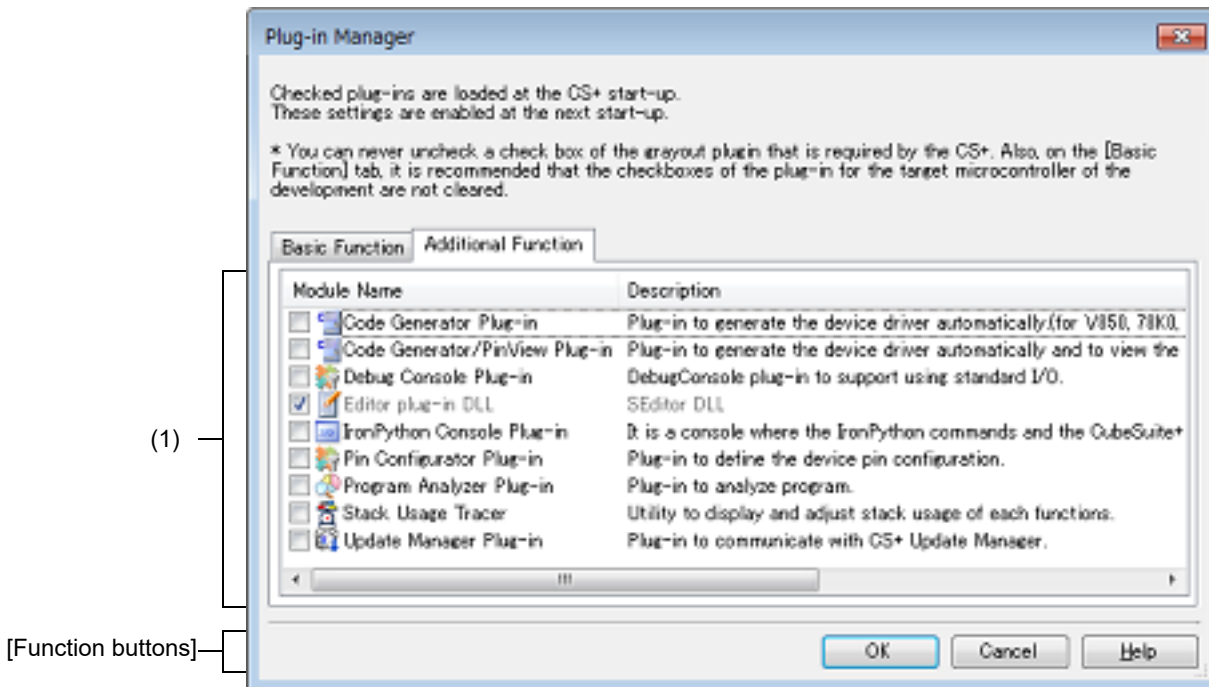 Plug-in Manager
Checked plug-ins are loaded at the CS+ start-up.
These settings are enabled at the next start-up.
* You can never uncheck a check box of the grayout plugin that is required by the CS+. Also, on the [Basic
Function] tab, it is recommended that the checkboxes of the plug-in for the target microcontroller of the
development are not cleared.
Basic Function Additional Function
Module Name Description
Code Generator Plug-in Plug-in to generate the device driver automatically.(for V850, 78K0,
Code Generator/PinView Plug-in Plug-in to generate the device driver automatically and to view the
Debug Console Plug-in DebugConsole plug-in to support using standard I/O.
Editor plug-in DLL SEditor DLL
(1) IronPython Console Plug-in It is a console where the IronPython commands and the CubeSuite+
Pin Configurator Plug-in Plug-in to define the device pin configuration.
Program Analyzer Plug-in Plug-in to analyze program.
Stack Usage Tracer Utility to display and adjust stack usage of each functions.
Update Manager Plug-in Plug-in to communicate with CS+ Update Manager.
[Function buttons] OK Cancel Help